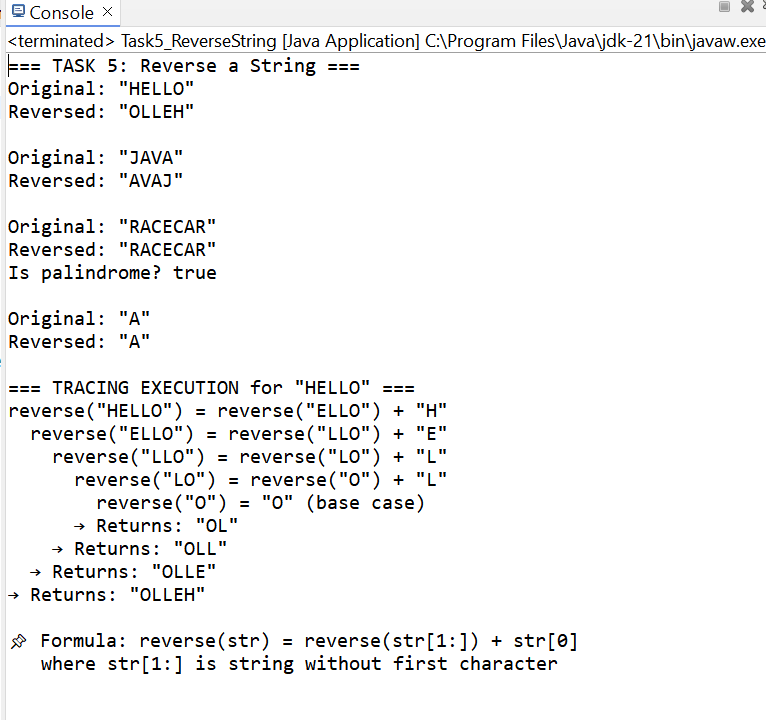 Console
<terminated> Task5_ReverseString [Java Application] C:\Program Files\Java\jdk-21\bin\javaw.exe
=== TASK 5: Reverse a String ===
Original: "HELLO"
Reversed: "OLLEH"
Original: "JAVA"
Reversed: "AVAJ"
Original: "RACECAR"
Reversed: "RACECAR"
Is palindrome? true
Original: "A"
Reversed: "A"
=== TRACING EXECUTION for "HELLO" ===
reverse("HELLO") = reverse("ELLO") + "H"
  reverse("ELLO") = reverse("LLO") + "E"
    reverse("LLO") = reverse("LO") + "L"
      reverse("LO") = reverse("O") + "L"
        reverse("O") = "O" (base case)
      → Returns: "OL"
    → Returns: "OLL"
  → Returns: "OLLE"
→ Returns: "OLLEH"
📌 Formula: reverse(str) = reverse(str[1:]) + str[0]
   where str[1:] is string without first character